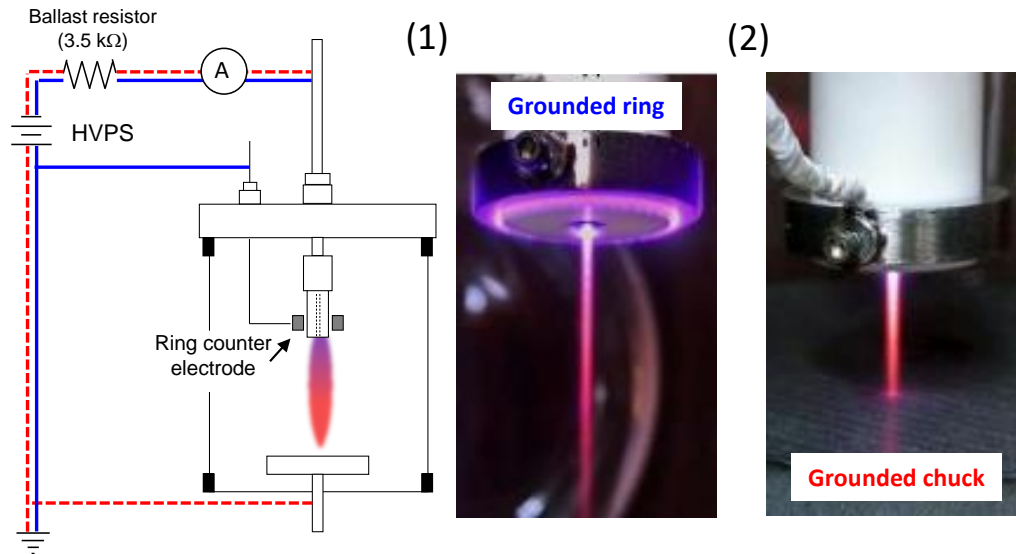 Ballast resistor
(3.5 kΩ)
A
HVPS
Ring counter
electrode
(1)
Grounded ring
(2)
Grounded chuck